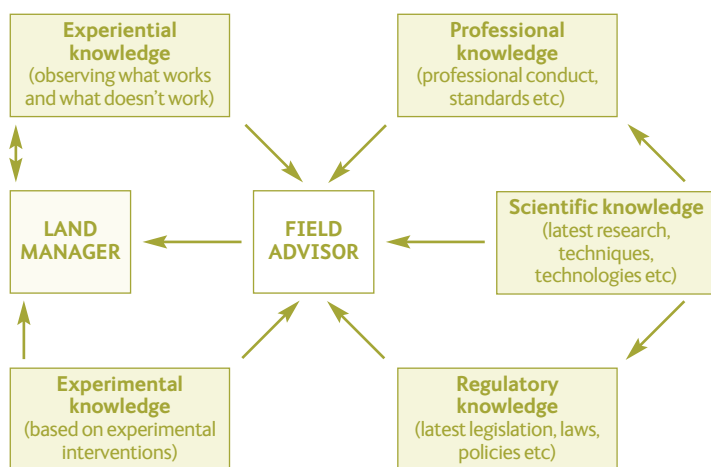 Experiential
knowledge
(observing what works
and what doesn't work)
Professional
knowledge
(professional conduct,
standards etc)
LAND
MANAGER
FIELD
ADVISOR
Scientific knowledge
(latest research,
techniques,
technologies etc)
Experimental
knowledge
(based on experimental
interventions)
Regulatory
knowledge
(latest legislation, laws,
policies etc)